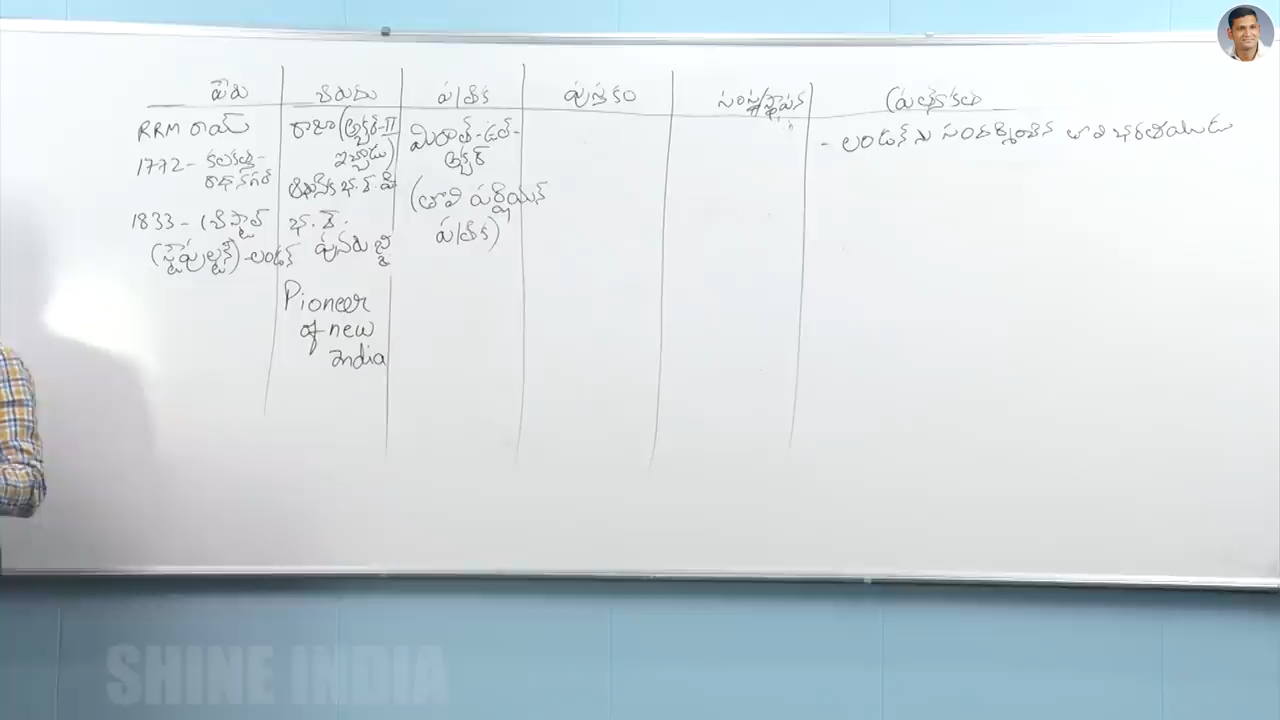 పేరు బిరుదు పత్రిక పుస్తకం సంస్థ/స్థాపన ప్రత్యేకత
RRM రాయ్
1772 - కలకత్తా -
రాధానగర్
1833 - బ్రిస్టాల్
(స్టేపుల్టన్) - లండన్
రాజా (అక్బర్-II
ఇచ్చాడు)
ఆధునిక భా. దే. పి
భా. దే.
పునరు
Pioneer
of new
India
మిరాత్-ఉల్-
అక్బర్
(తొలి పర్షియన్
పత్రిక)
- లండన్ ను సందర్శించిన తొలి భారతీయుడు
SHINE INDIA